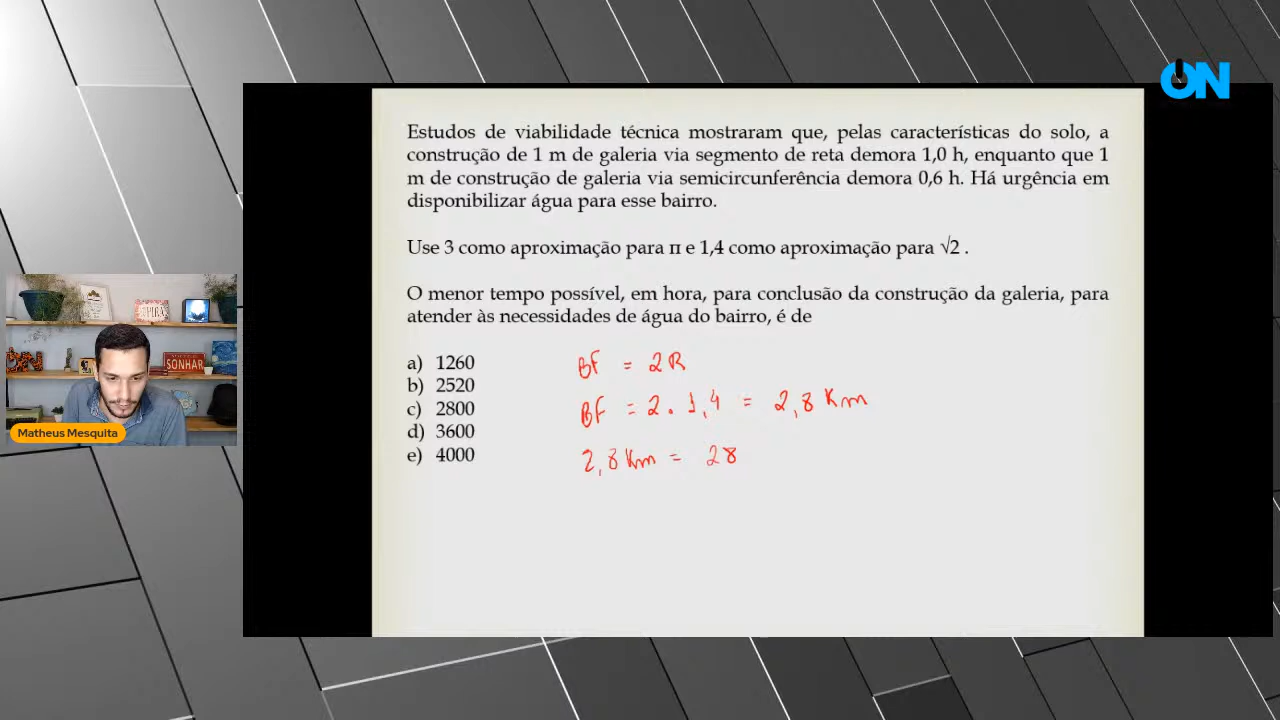 ON
Estudos de viabilidade técnica mostraram que, pelas características do solo, a
construção de 1 m de galeria via segmento de reta demora 1,0 h, enquanto que 1
m de construção de galeria via semicircunferência demora 0,6 h. Há urgência em
disponibilizar água para esse bairro.
Use 3 como aproximação para π e 1,4 como aproximação para √2 .
O menor tempo possível, em hora, para conclusão da construção da galeria, para
atender às necessidades de água do bairro, é de
a) 1260
b) 2520
c) 2800
d) 3600
e) 4000
BF = 2R
BF = 2 . 1,4 = 2,8 Km
2,8 Km = 28
SONHAR
Matheus Mesquita